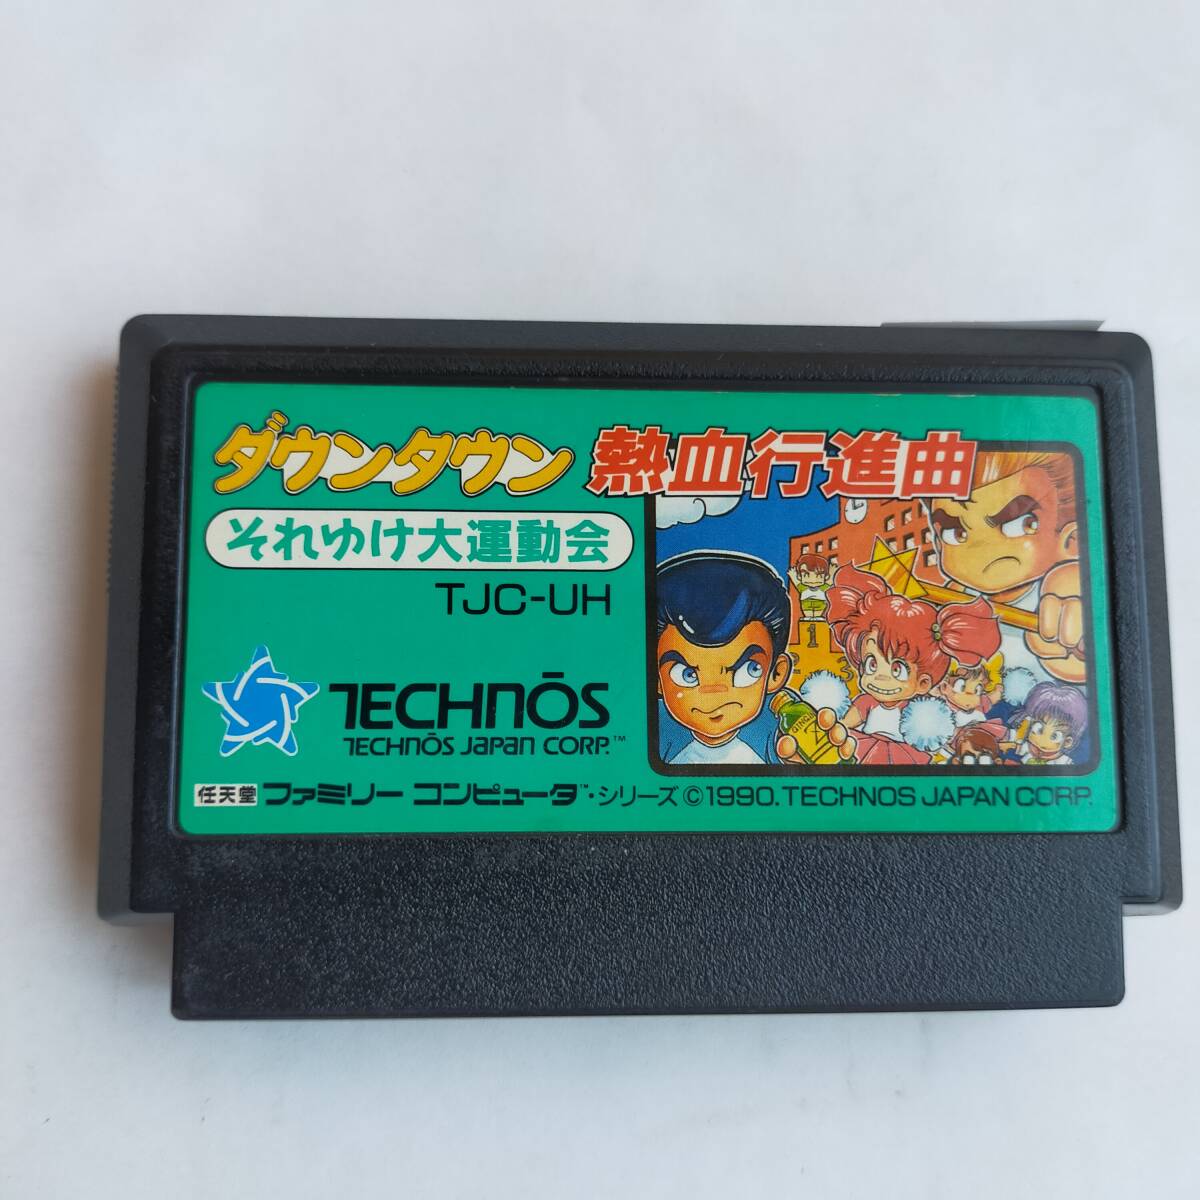 ダウンタウン 熱血行進曲
それゆけ大運動会
TJC-UH
TECHNŌS
TECHNŌS JAPAN CORP.™
任天堂 ファミリー コンピュータ™・シリーズ ©1990. TECHNOS JAPAN CORP.
1
3